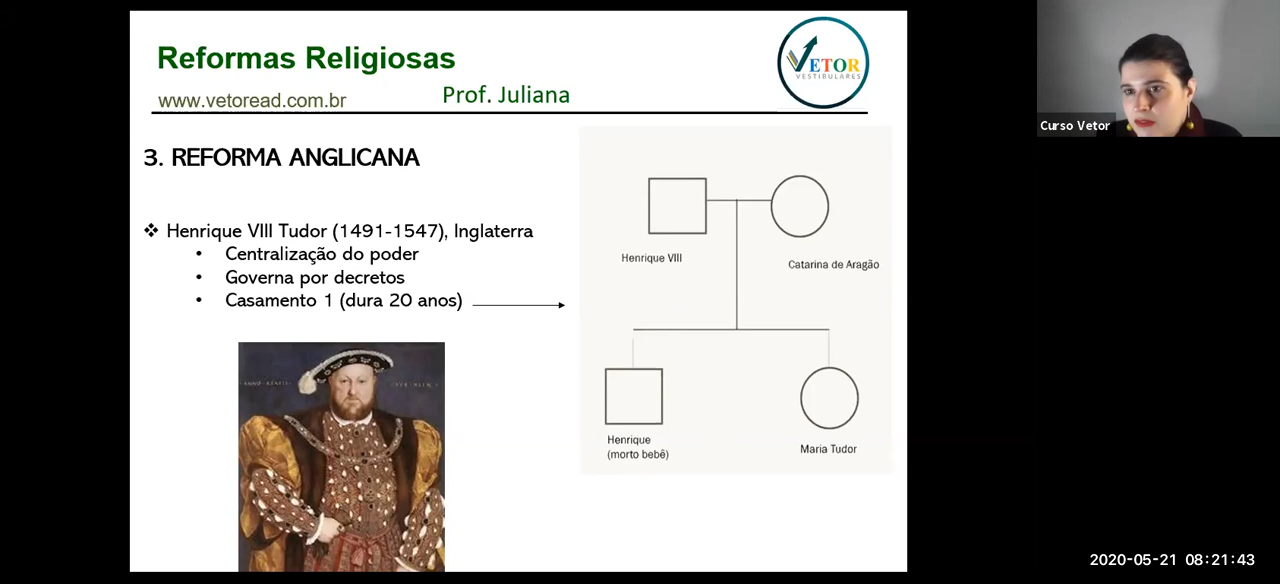 Reformas Religiosas
www.vetoread.com.br
Prof. Juliana
VETOR
VESTIBULARES
Curso Vetor
3. REFORMA ANGLICANA
❖ Henrique VIII Tudor (1491-1547), Inglaterra
• Centralização do poder
• Governa por decretos
• Casamento 1 (dura 20 anos)
Henrique VIII
Catarina de Aragão
Henrique
(morto bebê)
Maria Tudor
2020-05-21 08:21:43